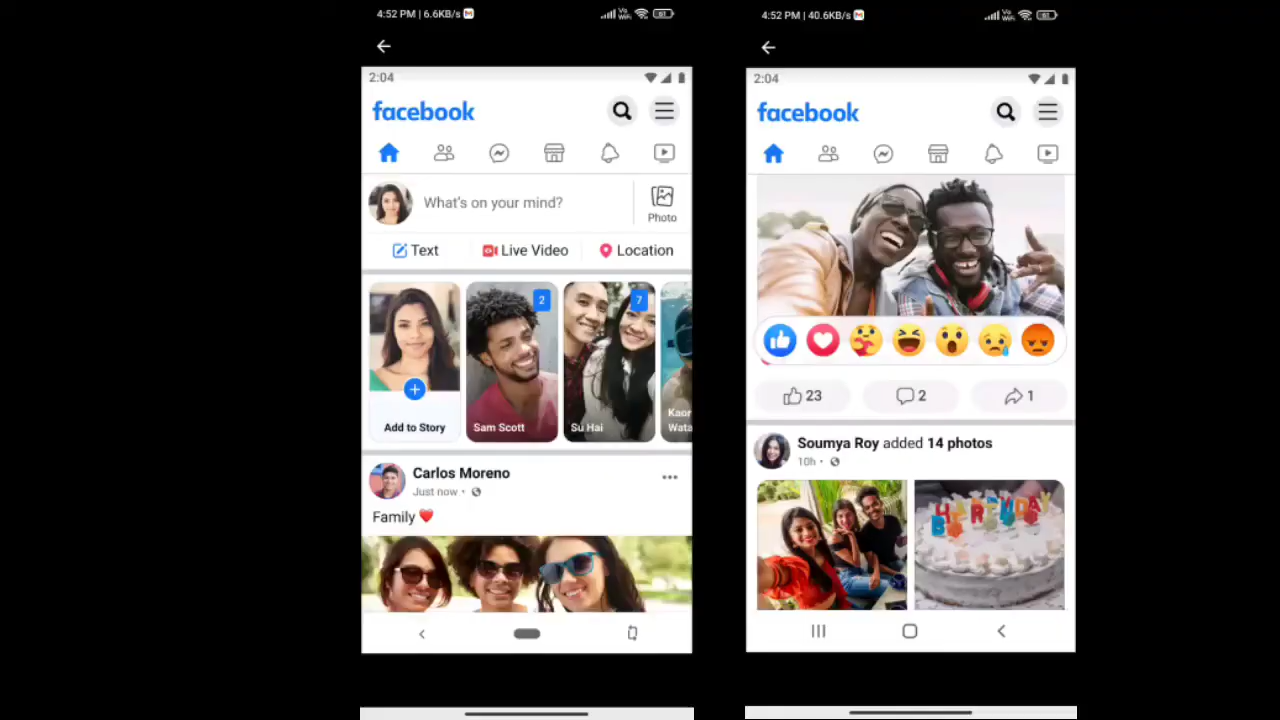 4:52 PM | 6.6KB/s
2:04
facebook
What's on your mind?
Photo
Text
Live Video
Location
2
7
Add to Story
Sam Scott
Su Hai
Kaor
Wata
Carlos Moreno
Just now •
Family
4:52 PM | 40.6KB/s
2:04
facebook
23
2
1
Soumya Roy added 14 photos
10h •